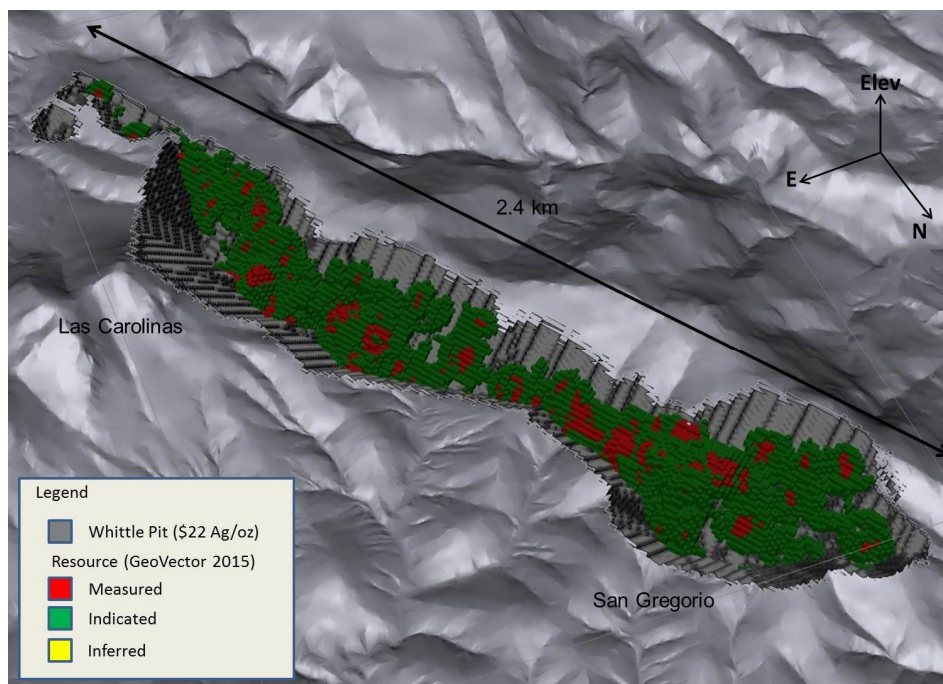 Elev
E
N
2.4 km
Las Carolinas
San Gregorio
Legend
Whittle Pit ($22 Ag/oz)
Resource (GeoVector 2015)
Measured
Indicated
Inferred